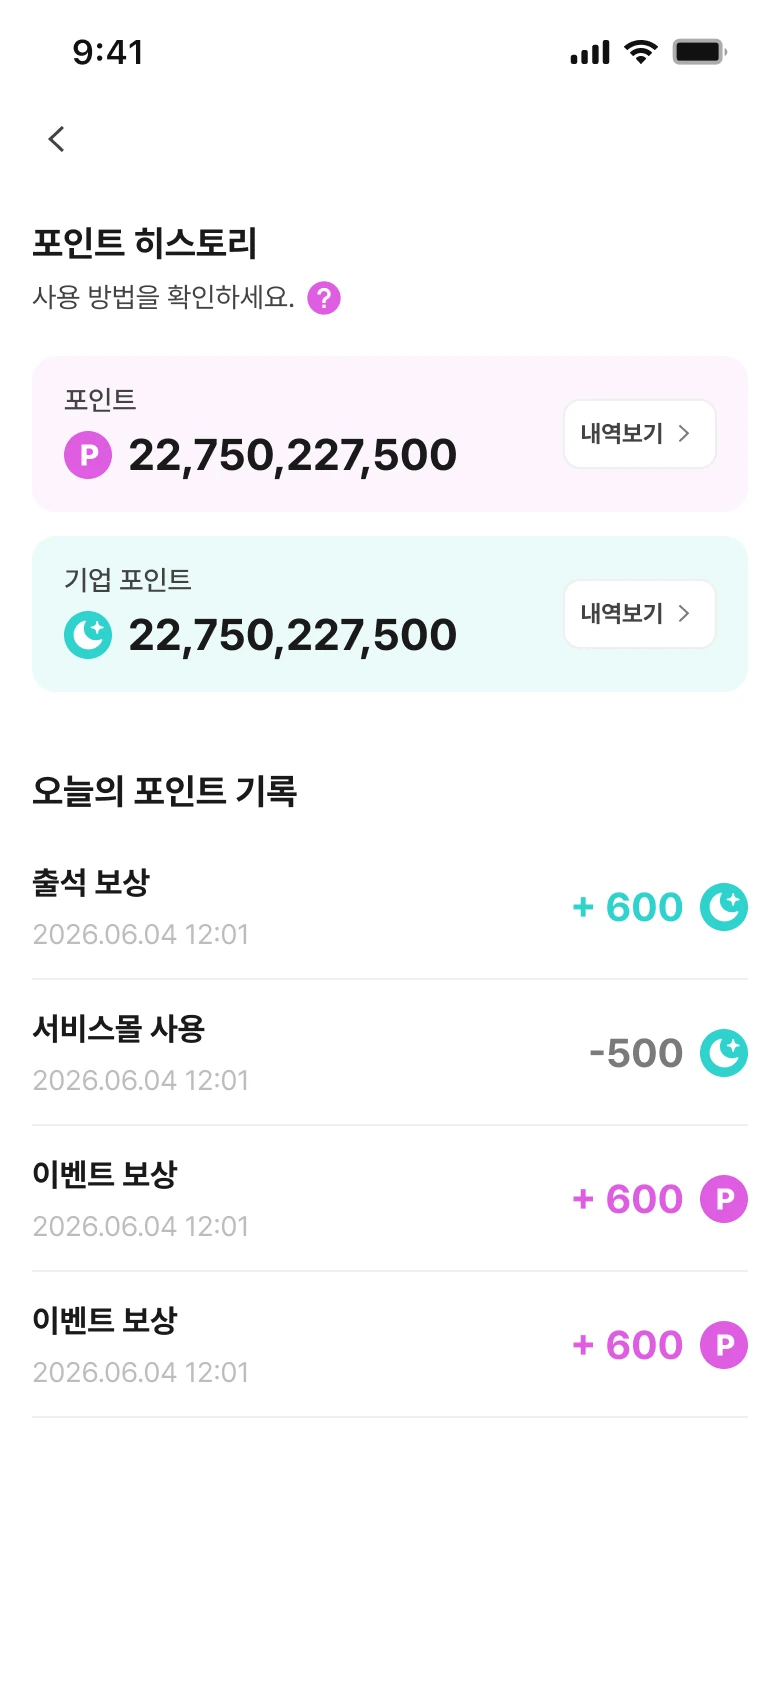 9:41
포인트 히스토리
사용 방법을 확인하세요. ?
포인트
P 22,750,227,500
내역보기
기업 포인트
22,750,227,500
내역보기
오늘의 포인트 기록
출석 보상
2026.06.04 12:01
+ 600
서비스몰 사용
2026.06.04 12:01
-500
이벤트 보상
2026.06.04 12:01
+ 600 P
이벤트 보상
2026.06.04 12:01
+ 600 P